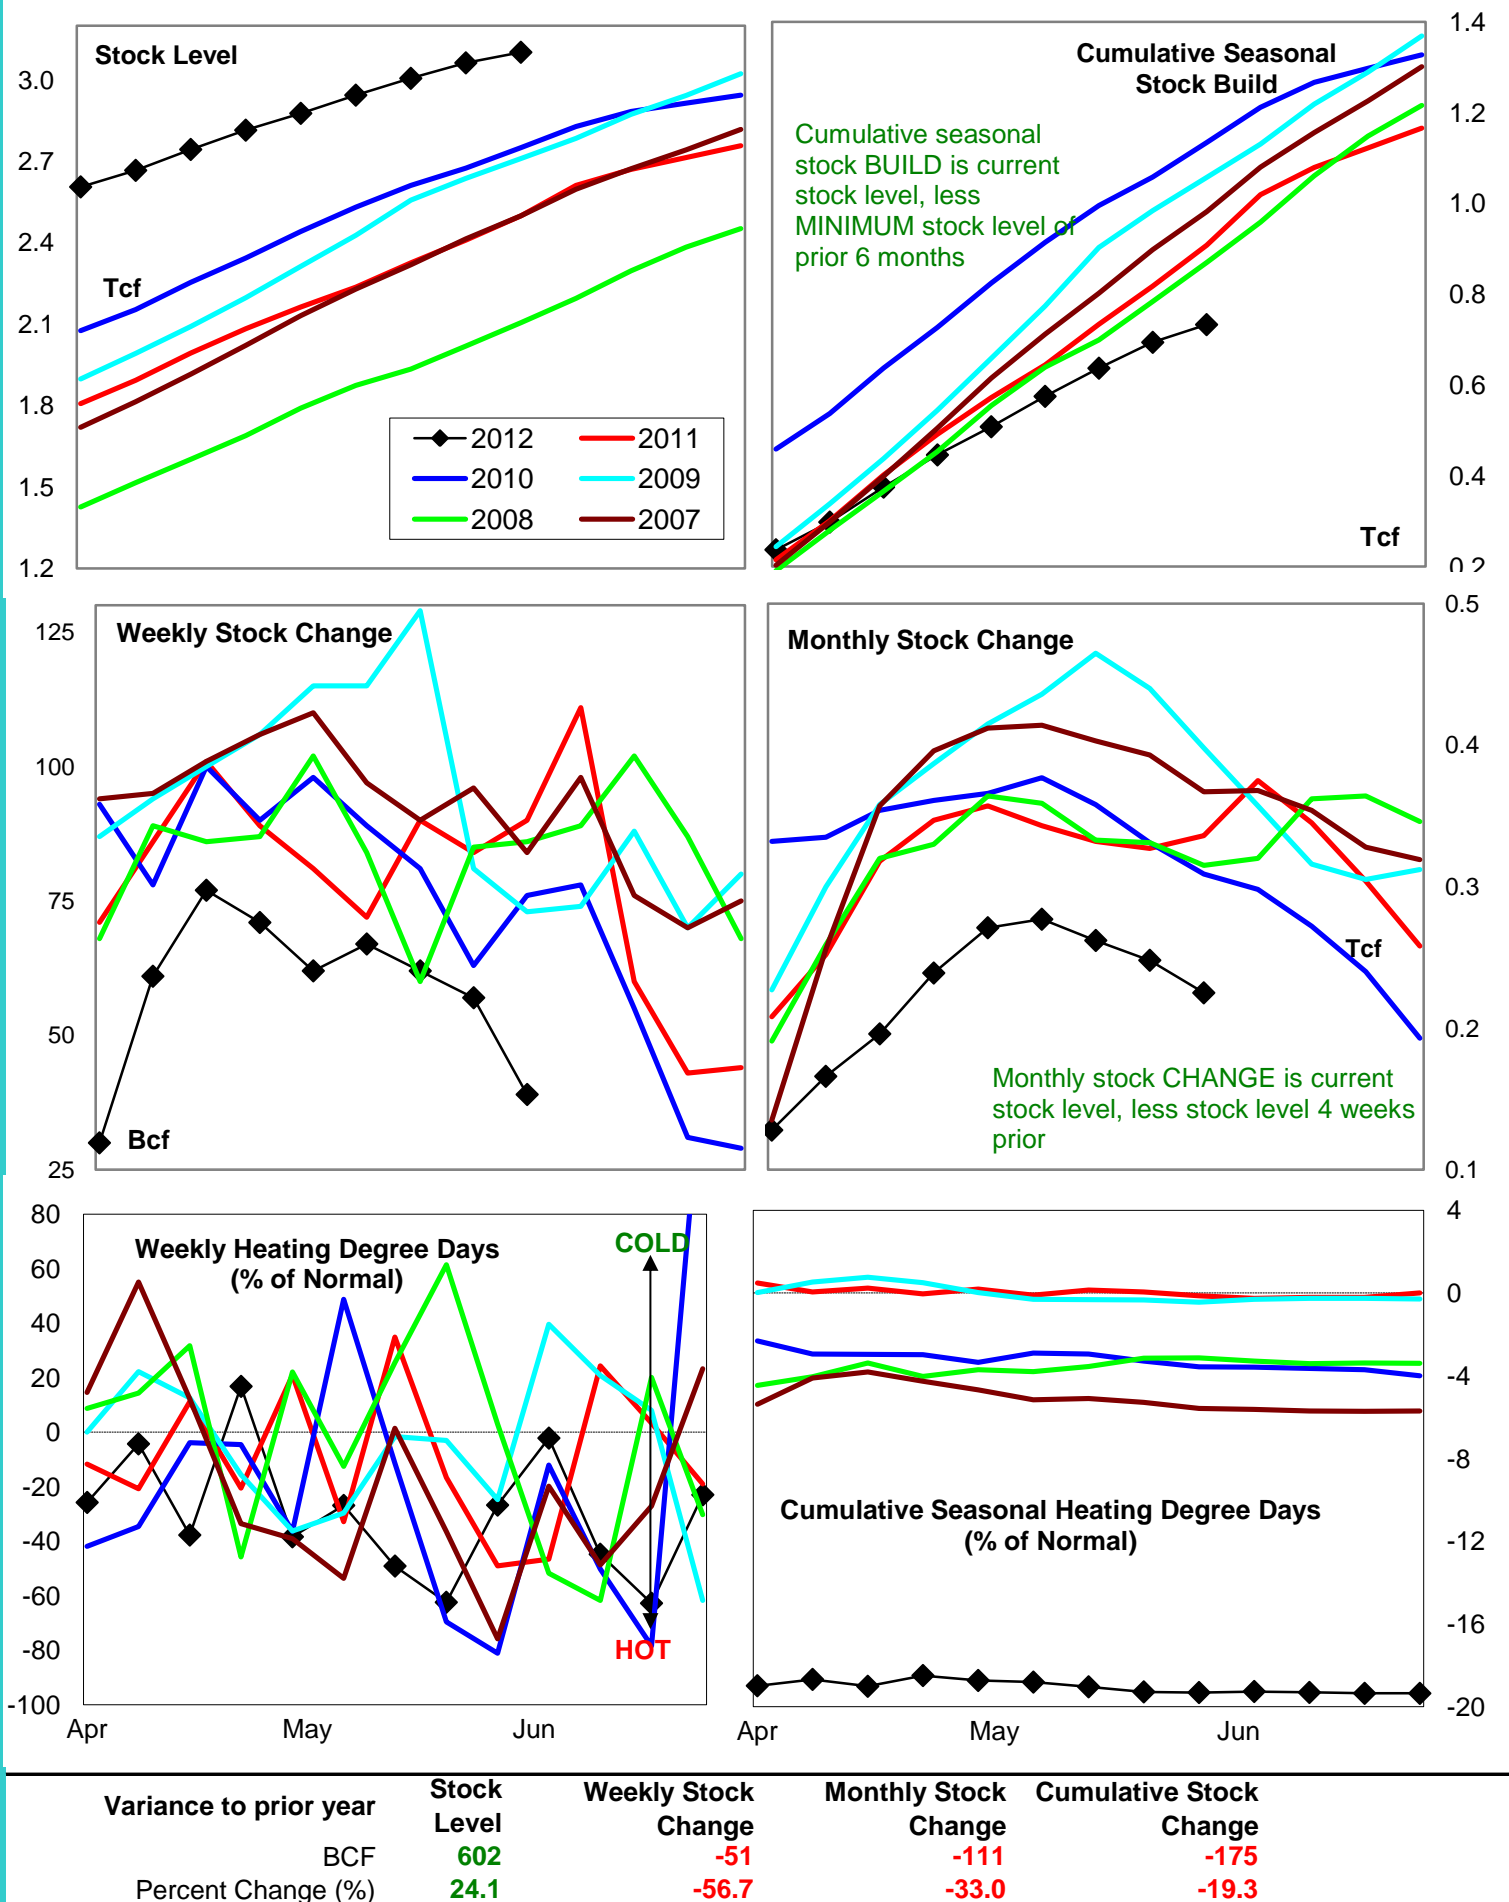 Stock Level
3.0
2.7
2.4
2.1
1.8
1.5
1.2
Tcf
2012
2011
2010
2009
2008
2007
Cumulative Seasonal
Stock Build
Cumulative seasonal
stock BUILD is current
stock level, less
MINIMUM stock level of
prior 6 months
Tcf
1.4
1.2
1.0
0.8
0.6
0.4
0.2
Weekly Stock Change
125
100
75
50
25
Bcf
Monthly Stock Change
Tcf
Monthly stock CHANGE is current
stock level, less stock level 4 weeks
prior
0.5
0.4
0.3
0.2
0.1
80
60
40
20
0
-20
-40
-60
-80
-100
Weekly Heating Degree Days
(% of Normal)
COLD
HOT
Apr May Jun
Cumulative Seasonal Heating Degree Days
(% of Normal)
4
0
-4
-8
-12
-16
-20
Apr May Jun
Variance to prior year Stock Level Weekly Stock Change Monthly Stock Change Cumulative Stock Change
BCF 602 -51 -111 -175
Percent Change (%) 24.1 -56.7 -33.0 -19.3